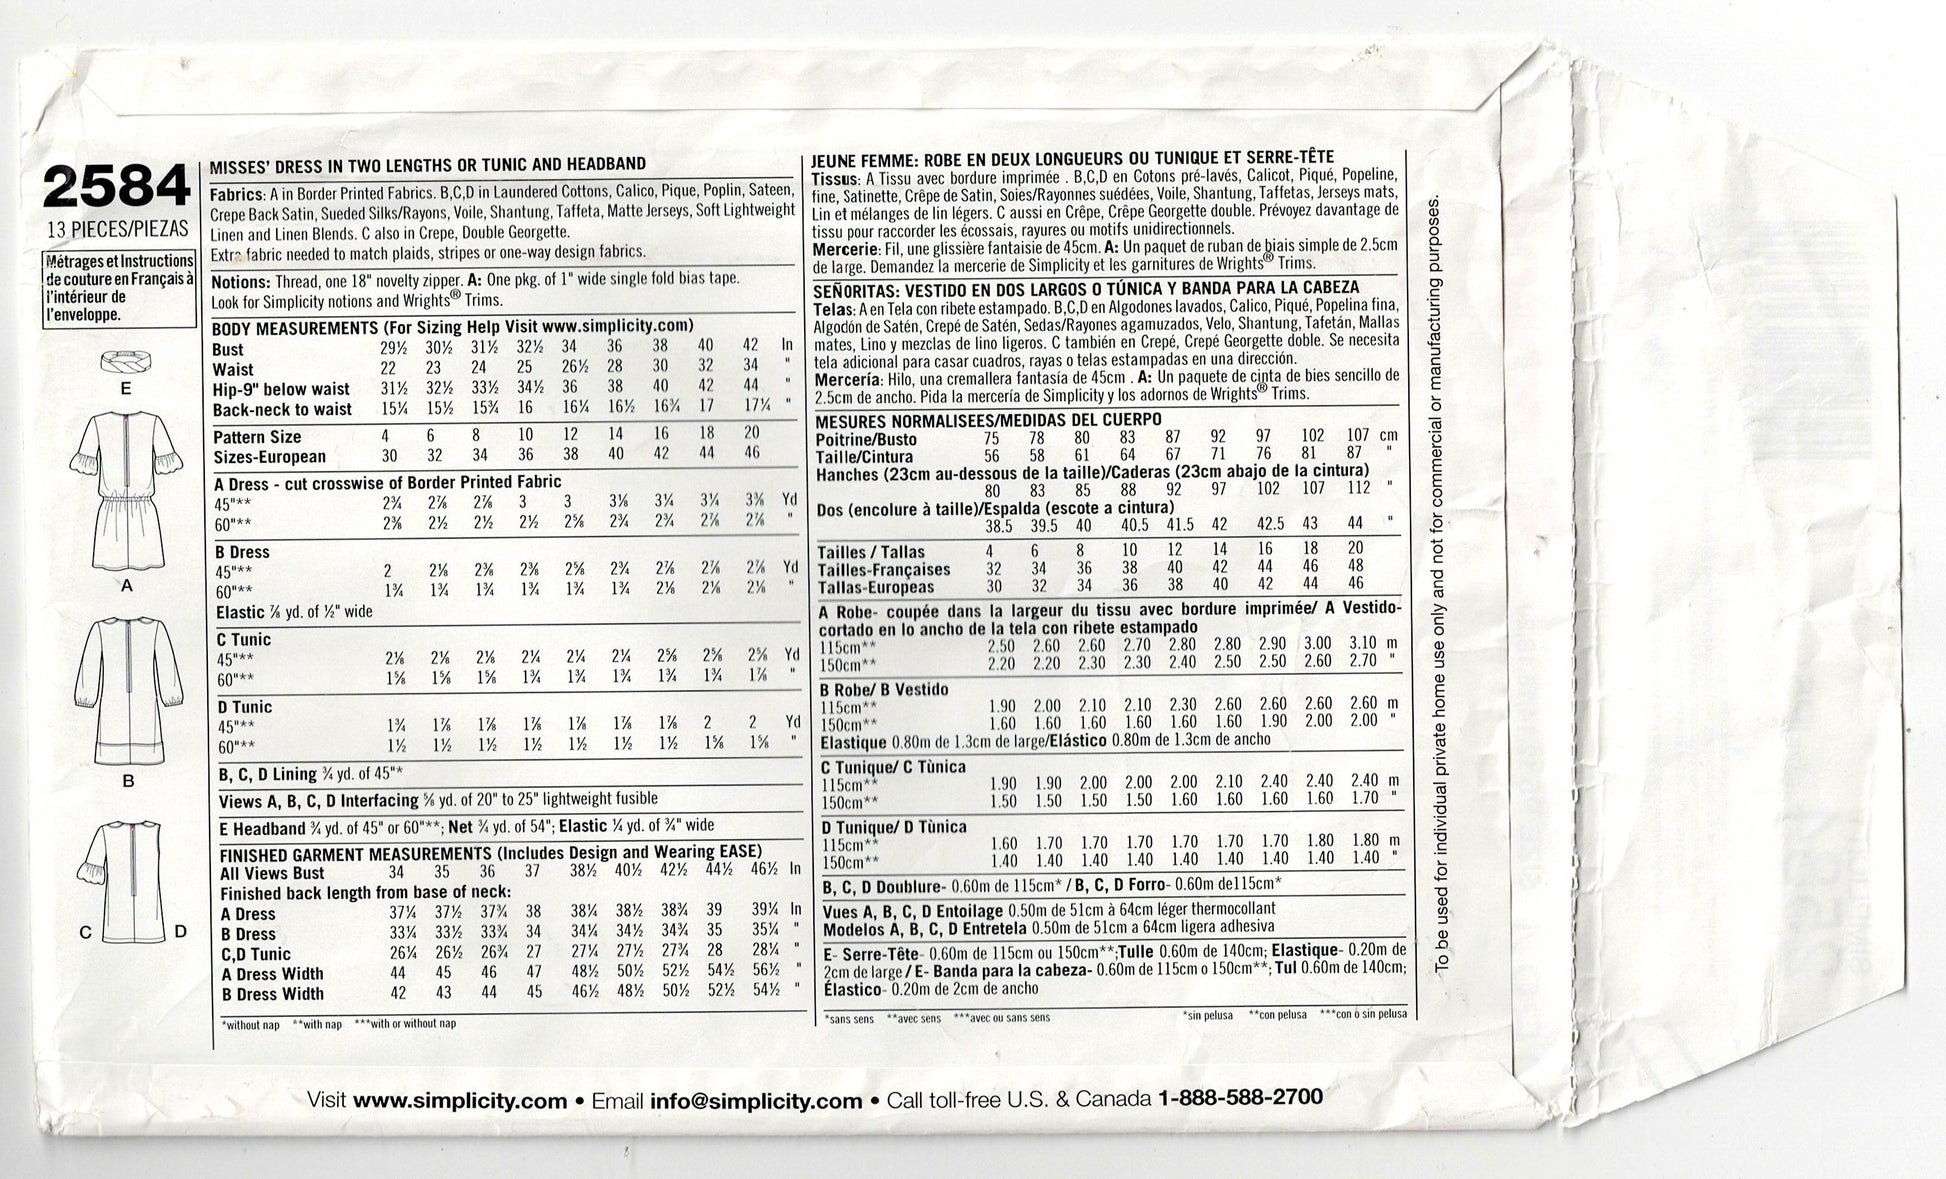 2584
13 PIECES/PIEZAS
Métrages et Instructions
de couture en Français à
l'intérieur de
l'enveloppe.
E
A
B
C D
MISSES' DRESS IN TWO LENGTHS OR TUNIC AND HEADBAND
Fabrics: A in Border Printed Fabrics. B,C,D in Laundered Cottons, Calico, Pique, Poplin, Sateen,
Crepe Back Satin, Sueded Silks/Rayons, Voile, Shantung, Taffeta, Matte Jerseys, Soft Lightweight
Linen and Linen Blends. C also in Crepe, Double Georgette.
Extra fabric needed to match plaids, stripes or one-way design fabrics.
Notions: Thread, one 18" novelty zipper. A: One pkg. of 1" wide single fold bias tape.
Look for Simplicity notions and Wrights® Trims.
BODY MEASUREMENTS (For Sizing Help Visit www.simplicity.com)
Bust 29½ 30½ 31½ 32½ 34 36 38 40 42 In
Waist 22 23 24 25 26½ 28 30 32 34 "
Hip-9" below waist 31½ 32½ 33½ 34½ 36 38 40 42 44 "
Back-neck to waist 15¼ 15½ 15¾ 16 16¼ 16½ 16¾ 17 17¼ "
Pattern Size 4 6 8 10 12 14 16 18 20
Sizes-European 30 32 34 36 38 40 42 44 46
A Dress - cut crosswise of Border Printed Fabric
45"** 2¾ 2⅞ 2⅞ 3 3 3⅛ 3¼ 3¼ 3⅜ Yd
60"** 2⅜ 2½ 2½ 2½ 2⅝ 2¾ 2¾ 2⅞ 2⅞ "
B Dress
45"** 2 2⅛ 2⅜ 2⅜ 2⅝ 2¾ 2⅞ 2⅞ 2⅞ Yd
60"** 1¾ 1¾ 1¾ 1¾ 1¾ 1¾ 2⅛ 2⅛ 2⅛ "
Elastic ⅞ yd. of ½" wide
C Tunic
45"** 2⅛ 2⅛ 2⅛ 2¼ 2¼ 2¼ 2⅝ 2⅝ 2⅝ Yd
60"** 1⅝ 1⅝ 1⅝ 1¾ 1¾ 1¾ 1¾ 1¾ 1⅞ "
D Tunic
45"** 1¾ 1⅞ 1⅞ 1⅞ 1⅞ 1⅞ 1⅞ 2 2 Yd
60"** 1½ 1½ 1½ 1½ 1½ 1½ 1½ 1⅝ 1⅝ "
B, C, D Lining ¾ yd. of 45"*
Views A, B, C, D Interfacing ⅝ yd. of 20" to 25" lightweight fusible
E Headband ¾ yd. of 45" or 60"**; Net ¾ yd. of 54"; Elastic ¼ yd. of ¾" wide
FINISHED GARMENT MEASUREMENTS (Includes Design and Wearing EASE)
All Views Bust 34 35 36 37 38½ 40½ 42½ 44½ 46½ In
Finished back length from base of neck:
A Dress 37¼ 37½ 37¾ 38 38¼ 38½ 38¾ 39 39¼ In
B Dress 33¼ 33½ 33¾ 34 34¼ 34½ 34¾ 35 35¼ "
C,D Tunic 26¼ 26½ 26¾ 27 27¼ 27½ 27¾ 28 28¼ "
A Dress Width 44 45 46 47 48½ 50½ 52½ 54½ 56½ "
B Dress Width 42 43 44 45 46½ 48½ 50½ 52½ 54½ "
*without nap **with nap ***with or without nap
JEUNE FEMME: ROBE EN DEUX LONGUEURS OU TUNIQUE ET SERRE-TÊTE
Tissus: A Tissu avec bordure imprimée . B,C,D en Cotons pré-lavés, Calicot, Piqué, Popeline,
fine, Satinette, Crêpe de Satin, Soies/Rayonnes suédées, Voile, Shantung, Taffetas, Jerseys mats,
Lin et mélanges de lin légers. C aussi en Crêpe, Crêpe Georgette double. Prévoyez davantage de
tissu pour raccorder les écossais, rayures ou motifs unidirectionnels.
Mercerie: Fil, une glissière fantaisie de 45cm. A: Un paquet de ruban de biais simple de 2.5cm
de large. Demandez la mercerie de Simplicity et les garnitures de Wrights® Trims.
SEÑORITAS: VESTIDO EN DOS LARGOS O TÚNICA Y BANDA PARA LA CABEZA
Telas: A en Tela con ribete estampado. B,C,D en Algodones lavados, Calico, Piqué, Popelina fina,
Algodón de Satén, Crepé de Satén, Sedas/Rayones agamuzados, Velo, Shantung, Tafetán, Mallas
mates, Lino y mezclas de lino ligeros. C también en Crepé, Crepé Georgette doble. Se necesita
tela adicional para casar cuadros, rayas o telas estampadas en una dirección.
Mercería: Hilo, una cremallera fantasía de 45cm . A: Un paquete de cinta de bies sencillo de
2.5cm de ancho. Pida la mercería de Simplicity y los adornos de Wrights® Trims.
MESURES NORMALISEES/MEDIDAS DEL CUERPO
Poitrine/Busto 75 78 80 83 87 92 97 102 107 cm
Taille/Cintura 56 58 61 64 67 71 76 81 87 "
Hanches (23cm au-dessous de la taille)/Caderas (23cm abajo de la cintura)
80 83 85 88 92 97 102 107 112 "
Dos (encolure à taille)/Espalda (escote a cintura)
38.5 39.5 40 40.5 41.5 42 42.5 43 44 "
Tailles / Tallas 4 6 8 10 12 14 16 18 20
Tailles-Françaises 32 34 36 38 40 42 44 46 48
Tallas-Europeas 30 32 34 36 38 40 42 44 46
A Robe- coupée dans la largeur du tissu avec bordure imprimée/ A Vestido-
cortado en lo ancho de la tela con ribete estampado
115cm** 2.50 2.60 2.60 2.70 2.80 2.80 2.90 3.00 3.10 m
150cm** 2.20 2.20 2.30 2.30 2.40 2.50 2.50 2.60 2.70 "
B Robe/ B Vestido
115cm** 1.90 2.00 2.10 2.10 2.30 2.60 2.60 2.60 2.60 m
150cm** 1.60 1.60 1.60 1.60 1.60 1.60 1.90 2.00 2.00 "
Elastique 0.80m de 1.3cm de large/Elástico 0.80m de 1.3cm de ancho
C Tunique/ C Tùnica
115cm** 1.90 1.90 2.00 2.00 2.00 2.10 2.40 2.40 2.40 m
150cm** 1.50 1.50 1.50 1.50 1.60 1.60 1.60 1.60 1.70 "
D Tunique/ D Tùnica
115cm** 1.60 1.70 1.70 1.70 1.70 1.70 1.70 1.80 1.80 m
150cm** 1.40 1.40 1.40 1.40 1.40 1.40 1.40 1.40 1.40 "
B, C, D Doublure- 0.60m de 115cm* / B, C, D Forro- 0.60m de115cm*
Vues A, B, C, D Entoilage 0.50m de 51cm à 64cm léger thermocollant
Modelos A, B, C, D Entretela 0.50m de 51cm a 64cm ligera adhesiva
E- Serre-Tête- 0.60m de 115cm ou 150cm**;Tulle 0.60m de 140cm; Elastique- 0.20m de
2cm de large / E- Banda para la cabeza- 0.60m de 115cm o 150cm**; Tul 0.60m de 140cm;
Élastico- 0.20m de 2cm de ancho
*sans sens **avec sens ***avec ou sans sens *sin pelusa **con pelusa ***con ó sin pelusa
To be used for individual private home use only and not for commercial or manufacturing purposes.
Visit www.simplicity.com • Email info@simplicity.com • Call toll-free U.S. & Canada 1-888-588-2700